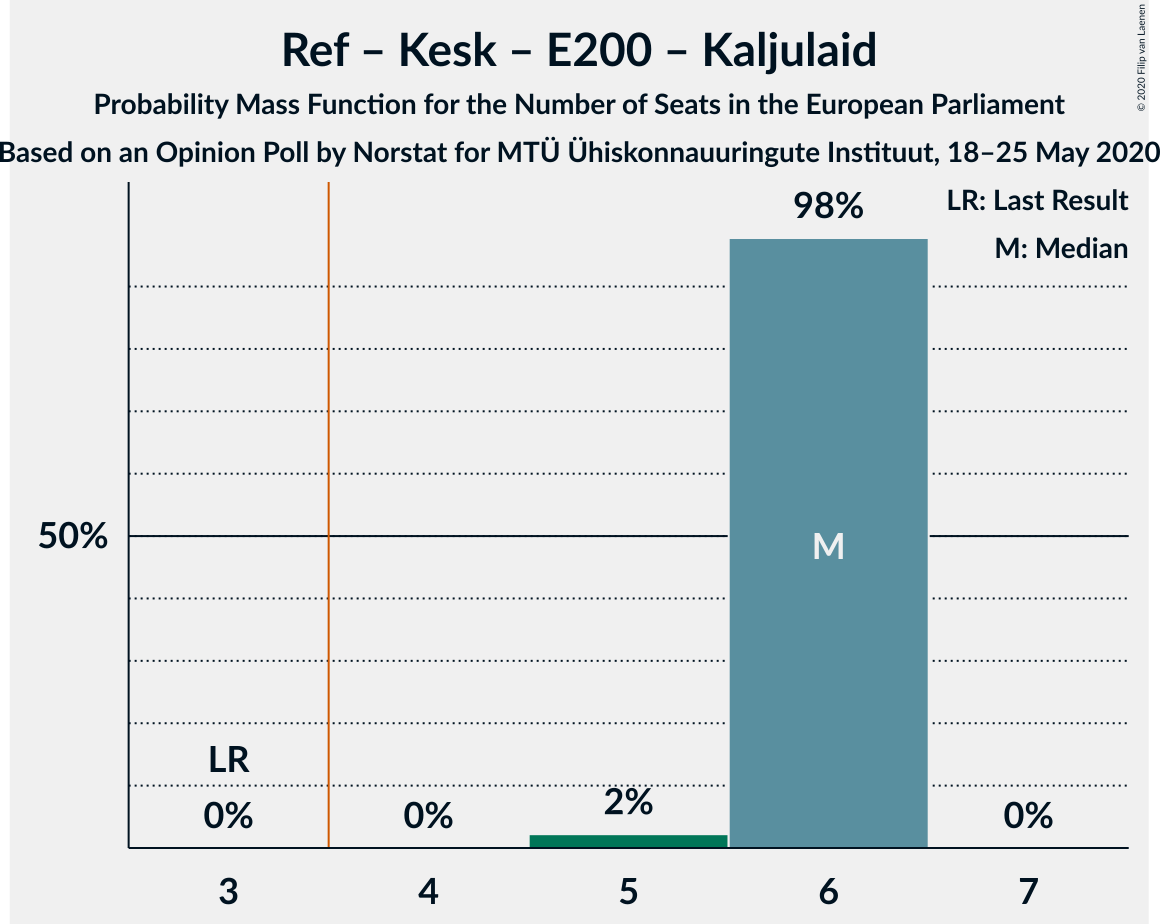 Ref – Kesk – E200 – Kaljulaid
Probability Mass Function for the Number of Seats in the European Parliament
Based on an Opinion Poll by Norstat for MTÜ Ühiskonnauuringute Instituut, 18–25 May 2020
© 2020 Filip van Laenen
LR: Last Result
M: Median
98%
50%
M
LR
0%
0%
2%
0%
3
4
5
6
7